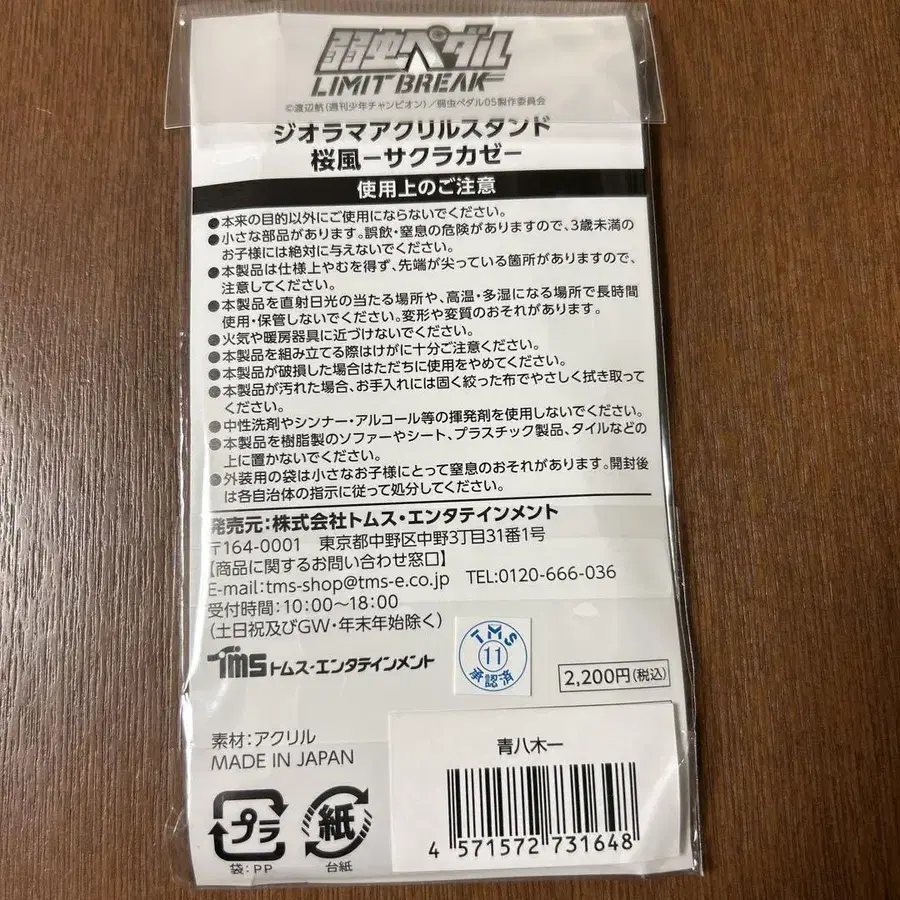 弱虫ペダル
LIMIT BREAK
©渡辺航(週刊少年チャンピオン)/弱虫ペダル05製作委員会
ジオラマアクリルスタンド
桜風ーサクラカゼー
使用上のご注意
●本来の目的以外にご使用にならないでください。
●小さな部品があります。誤飲・窒息の危険がありますので、3歳未満の
お子様には絶対に与えないでください。
●本製品は仕様上やむを得ず、先端が尖っている箇所がありますので、
注意してください。
●本製品を直射日光の当たる場所や、高温・多湿になる場所で長時間
使用・保管しないでください。変形や変質のおそれがあります。
●火気や暖房器具に近づけないでください。
●本製品を組み立てる際はけがに十分ご注意ください。
●本製品が破損した場合はただちに使用をやめてください。
●本製品が汚れた場合、お手入れには固く絞った布でやさしく拭き取って
ください。
●中性洗剤やシンナー・アルコール等の揮発剤を使用しないでください。
●本製品を樹脂製のソファーやシート、プラスチック製品、タイルなどの
上に置かないでください。
●外装用の袋は小さなお子様にとって窒息のおそれがあります。開封後
は各自治体の指示に従って処分してください。
発売元:株式会社トムス・エンタテインメント
〒164-0001 東京都中野区中野3丁目31番1号
【商品に関するお問い合わせ窓口】
E-mail:tms-shop@tms-e.co.jp TEL:0120-666-036
受付時間:10:00〜18:00
(土日祝及びGW・年末年始除く)
TMS
11
承認済
tms トムス・エンタテインメント
2,200円(税込)
素材:アクリル
MADE IN JAPAN
青八木一
プラ
紙
袋:PP
台紙
4 571572 731648